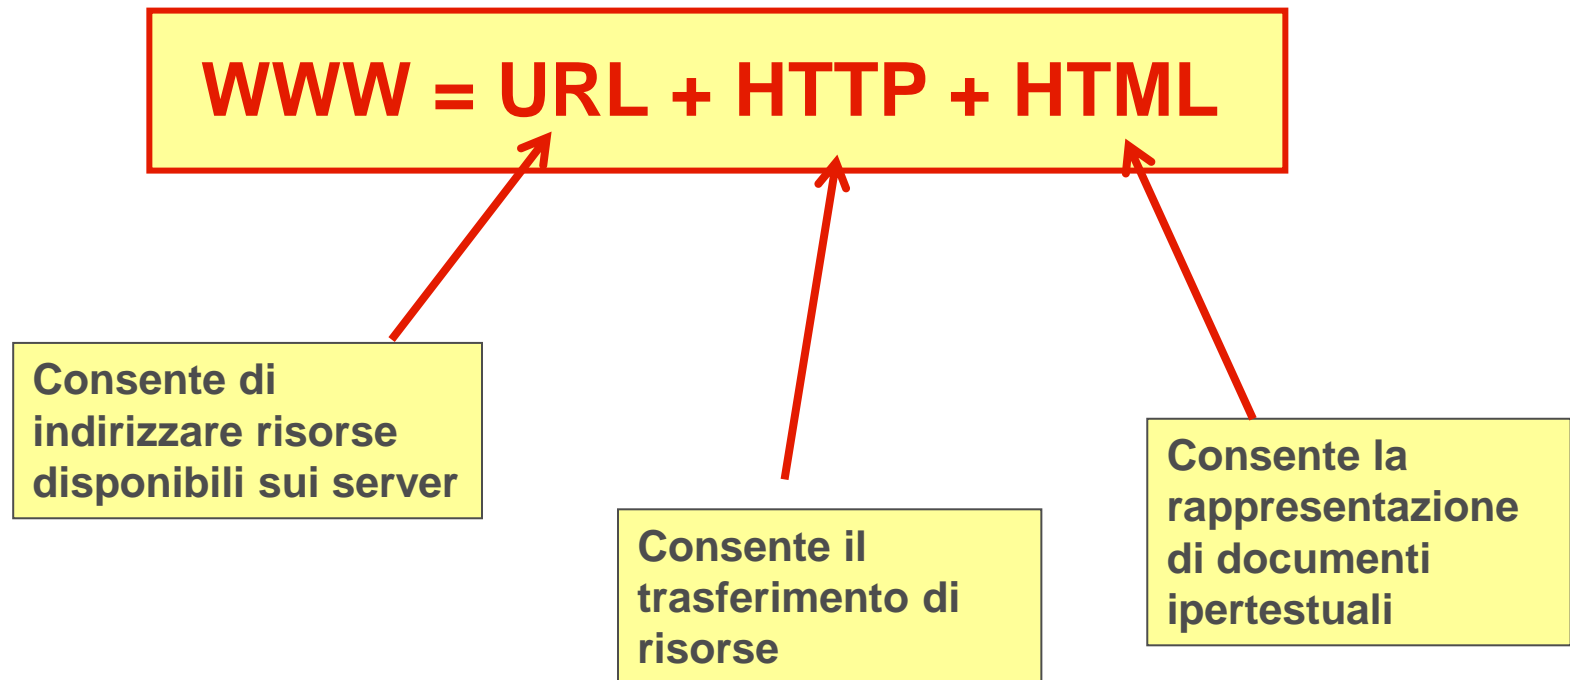 WWW = URL + HTTP + HTML
Consente di
indirizzare risorse
disponibili sui server
Consente il
trasferimento di
risorse
Consente la
rappresentazione
di documenti
ipertestuali